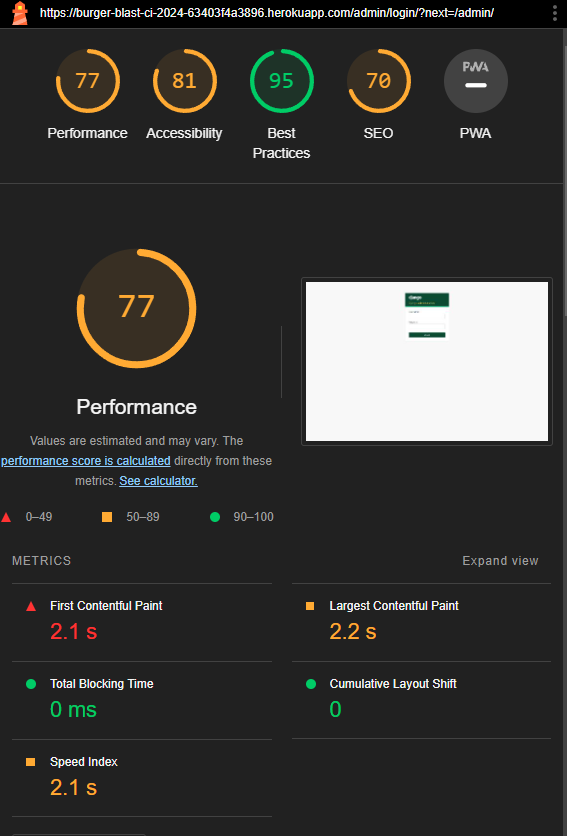 https://burger-blast-ci-2024-63403f4a3896.herokuapp.com/admin/login/?next=/admin/
77
81
95
70
PWA
Performance
Accessibility
Best
Practices
SEO
PWA
77
Performance
Values are estimated and may vary. The
performance score is calculated directly from these
metrics. See calculator.
0–49
50–89
90–100
METRICS
Expand view
First Contentful Paint
2.1 s
Largest Contentful Paint
2.2 s
Total Blocking Time
0 ms
Cumulative Layout Shift
0
Speed Index
2.1 s